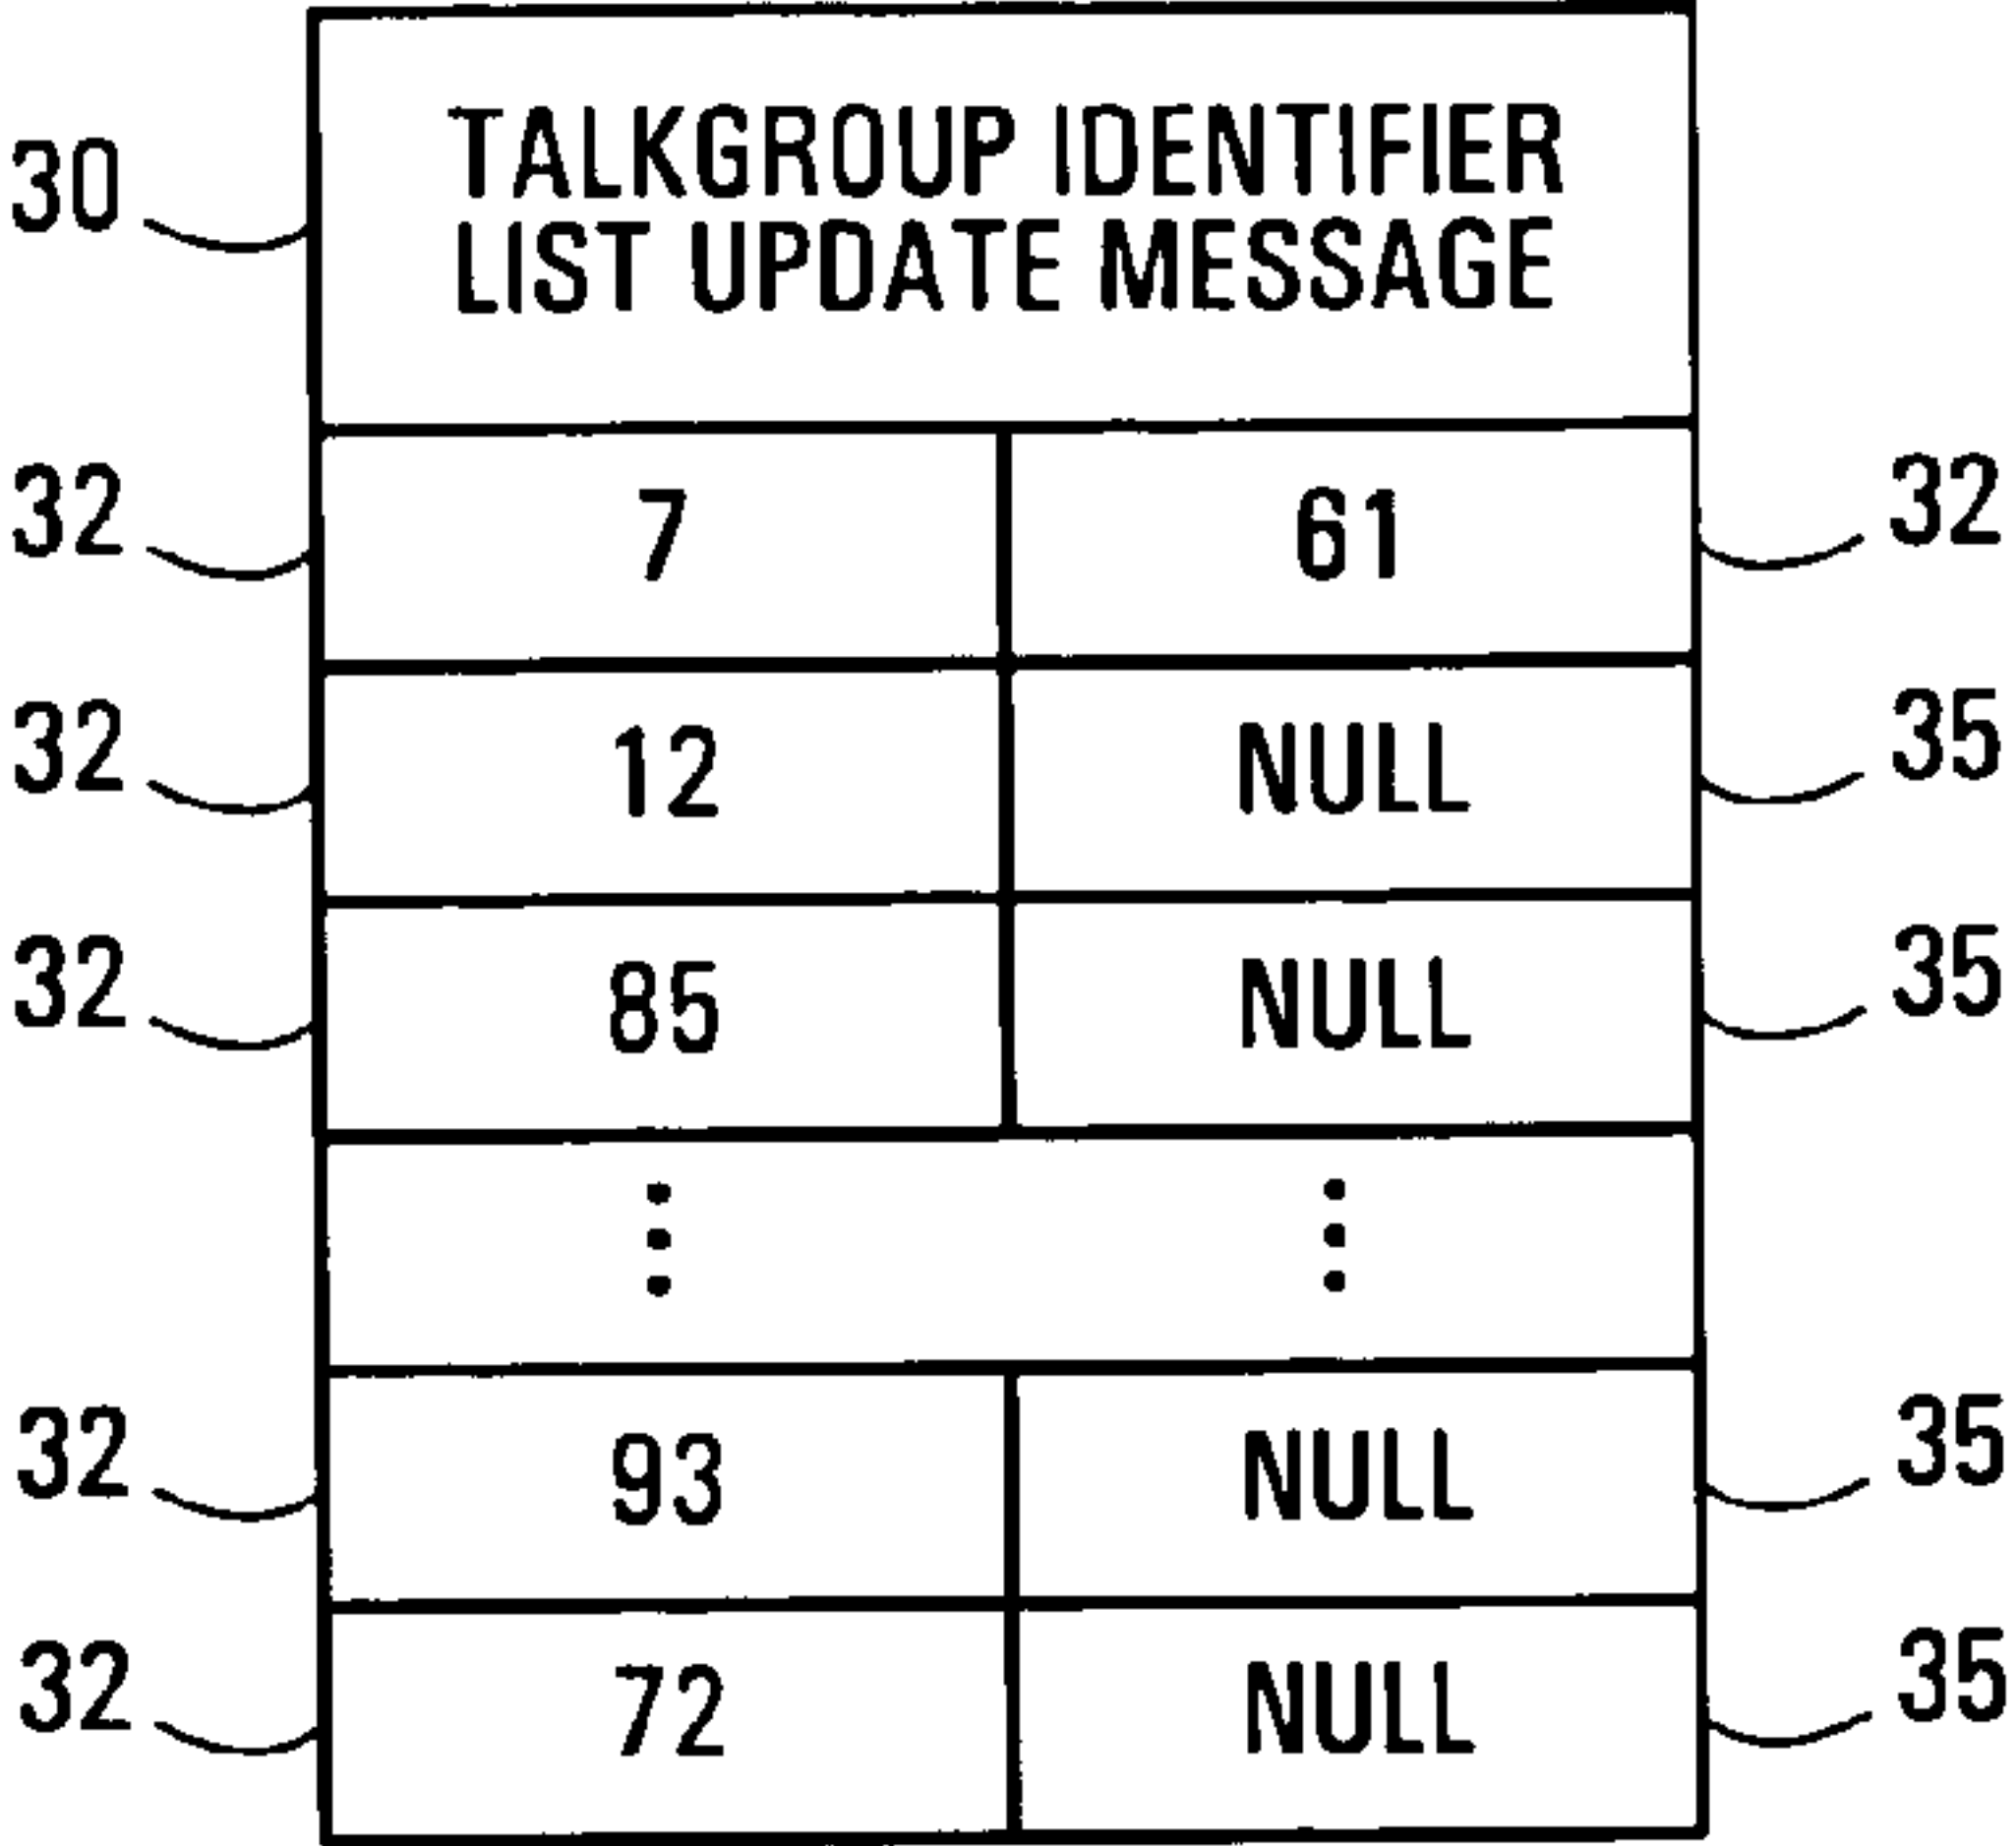 30
TALKGROUP IDENTIFIER
LIST UPDATE MESSAGE
32 7 61 32
32 12 NULL 35
32 85 NULL 35
32 93 NULL 35
32 72 NULL 35